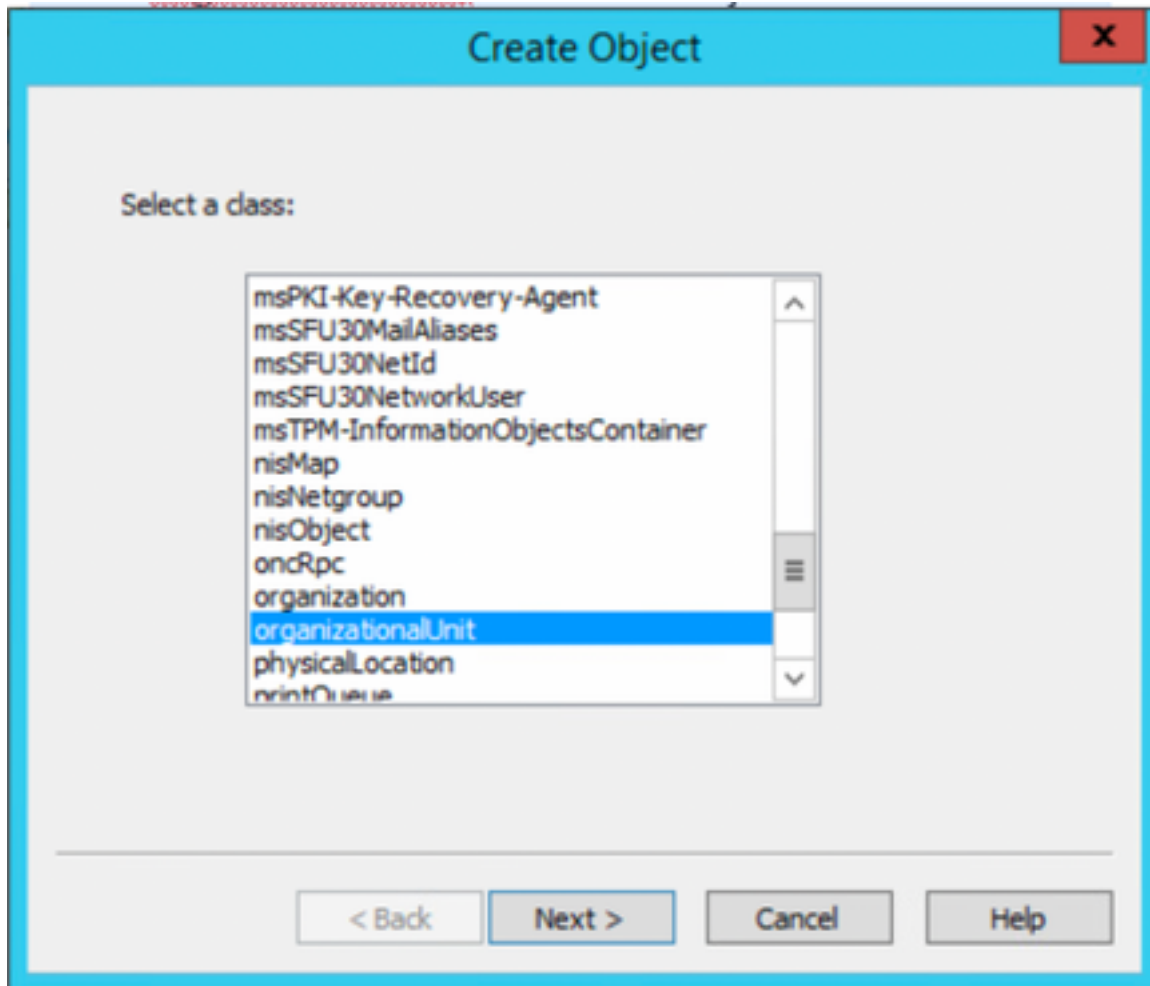 Create Object
x
Select a class:
msPKI-Key-Recovery-Agent
msSFU30MailAliases
msSFU30NetId
msSFU30NetworkUser
msTPM-InformationObjectsContainer
nisMap
nisNetgroup
nisObject
oncRpc
organization
organizationalUnit
physicalLocation
printQueue
< Back Next > Cancel Help